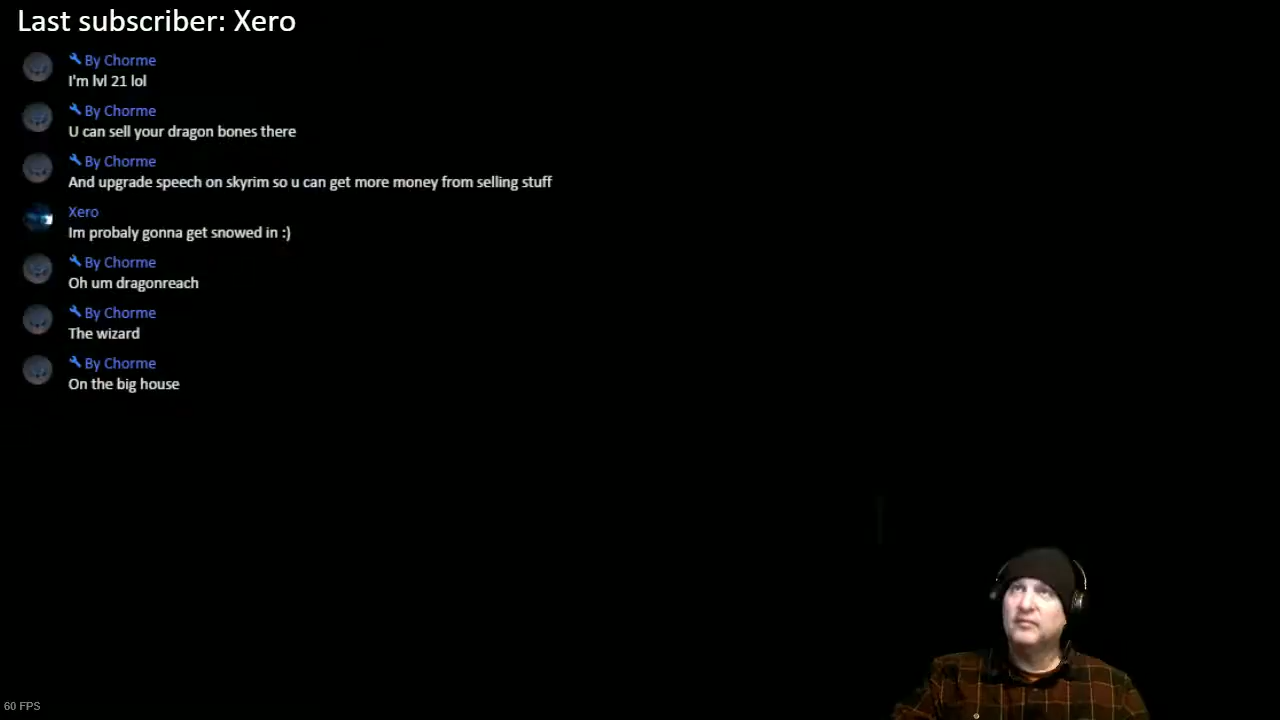 Last subscriber: Xero
By Chorme
I'm lvl 21 lol
By Chorme
U can sell your dragon bones there
By Chorme
And upgrade speech on skyrim so u can get more money from selling stuff
Xero
Im probaly gonna get snowed in :)
By Chorme
Oh um dragonreach
By Chorme
The wizard
By Chorme
On the big house
60 FPS